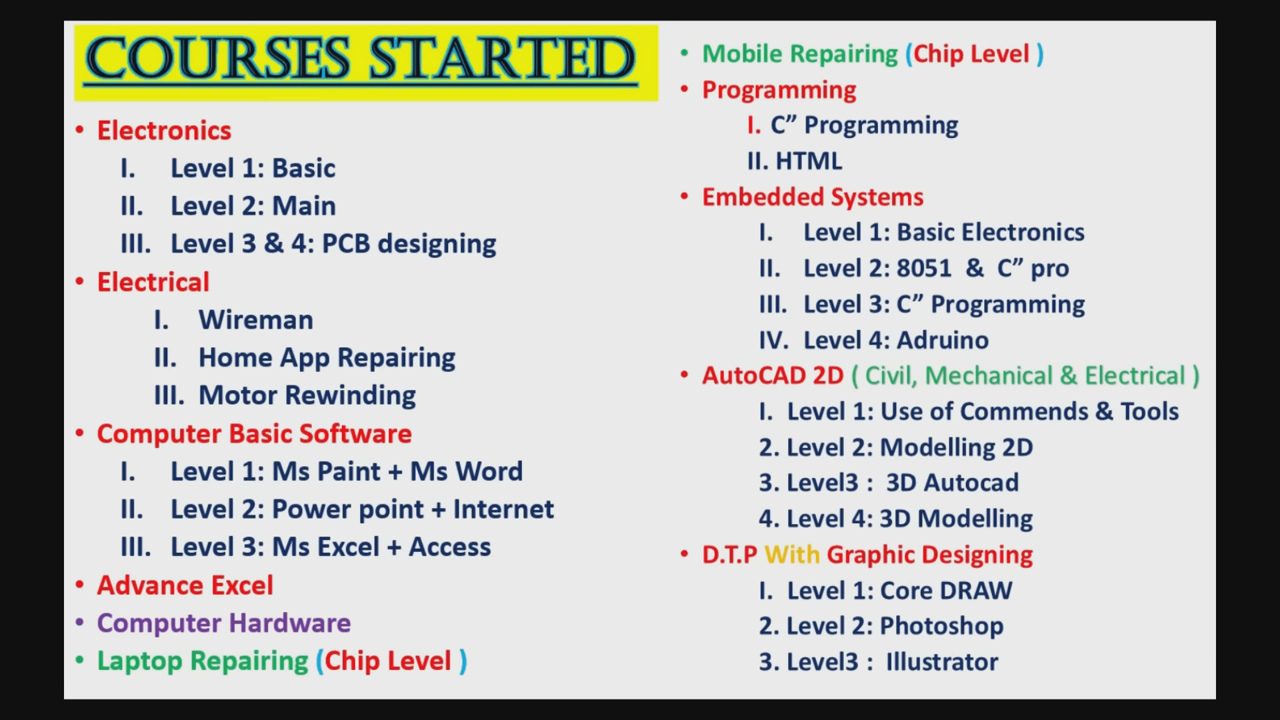 COURSES STARTED
• Electronics
I. Level 1: Basic
II. Level 2: Main
III. Level 3 & 4: PCB designing
• Electrical
I. Wireman
II. Home App Repairing
III. Motor Rewinding
• Computer Basic Software
I. Level 1: Ms Paint + Ms Word
II. Level 2: Power point + Internet
III. Level 3: Ms Excel + Access
• Advance Excel
• Computer Hardware
• Laptop Repairing (Chip Level )
• Mobile Repairing (Chip Level )
• Programming
I. C” Programming
II. HTML
• Embedded Systems
I. Level 1: Basic Electronics
II. Level 2: 8051 & C” pro
III. Level 3: C” Programming
IV. Level 4: Adruino
• AutoCAD 2D ( Civil, Mechanical & Electrical )
I. Level 1: Use of Commends & Tools
2. Level 2: Modelling 2D
3. Level3 : 3D Autocad
4. Level 4: 3D Modelling
• D.T.P With Graphic Designing
I. Level 1: Core DRAW
2. Level 2: Photoshop
3. Level3 : Illustrator